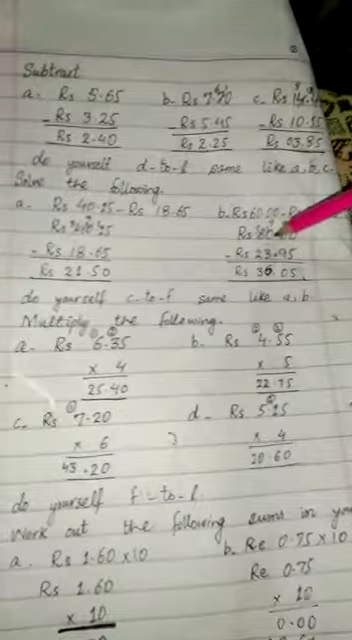 Subtract
a. Rs 5.65 b. Rs 7.70 c. Rs
- Rs 3.25 - Rs 5.45 - Rs 10.55
Rs 2.40 Rs 2.25 Rs 03.85
do yourself d-to-l same like a, b, c.
Solve the following.
a- Rs 40.15 - Rs 18.65 b. Rs 60.00 -
Rs Rs
- Rs 18.65 - Rs 23.95
Rs 21.50 Rs 36.05
do yourself c-to-f same like a, b
Multiply the following.
a- Rs 6.35 b. Rs 4.55
x 4 x 5
25.40 22.75
c. Rs 7.20 d- Rs 5.15
x 6 x 4
43.20 20.60
do yourself f-to-l.
Work out the following sums in
a. Rs 1.60 x10 b. Re 0.75 x 10
Rs 1.60 Re 0.75
x 10 x 10
0.00